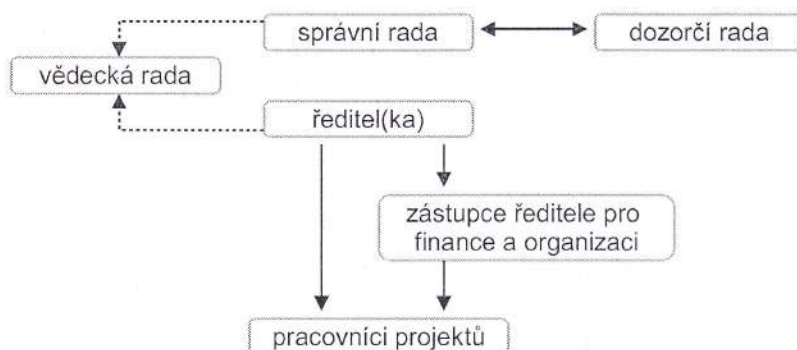 správní rada
dozorčí rada
vědecká rada
ředitel(ka)
zástupce ředitele pro
finance a organizaci
pracovníci projektů